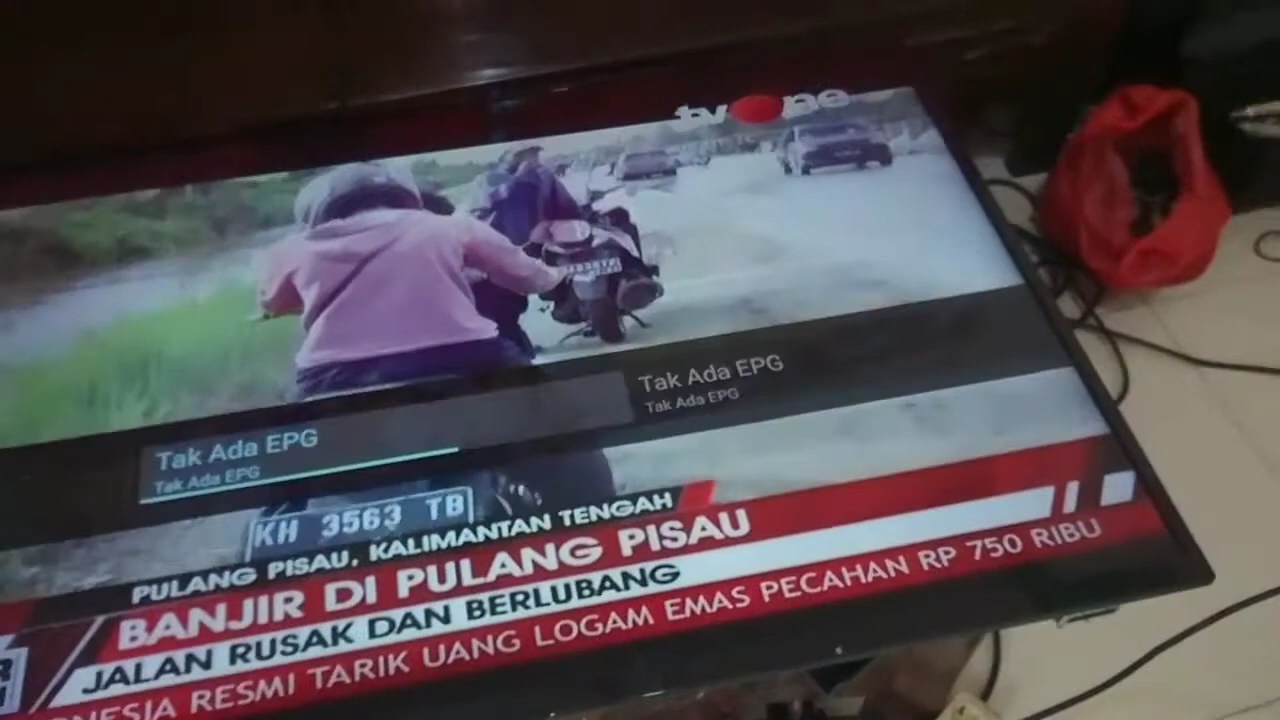 tvOne
Tak Ada EPG
Tak Ada EPG
Tak Ada EPG
Tak Ada EPG
KH 3563 TB
PULANG PISAU, KALIMANTAN TENGAH
BANJIR DI PULANG PISAU
JALAN RUSAK DAN BERLUBANG
RESMI TARIK UANG LOGAM EMAS PECAHAN RP 750 RIBU